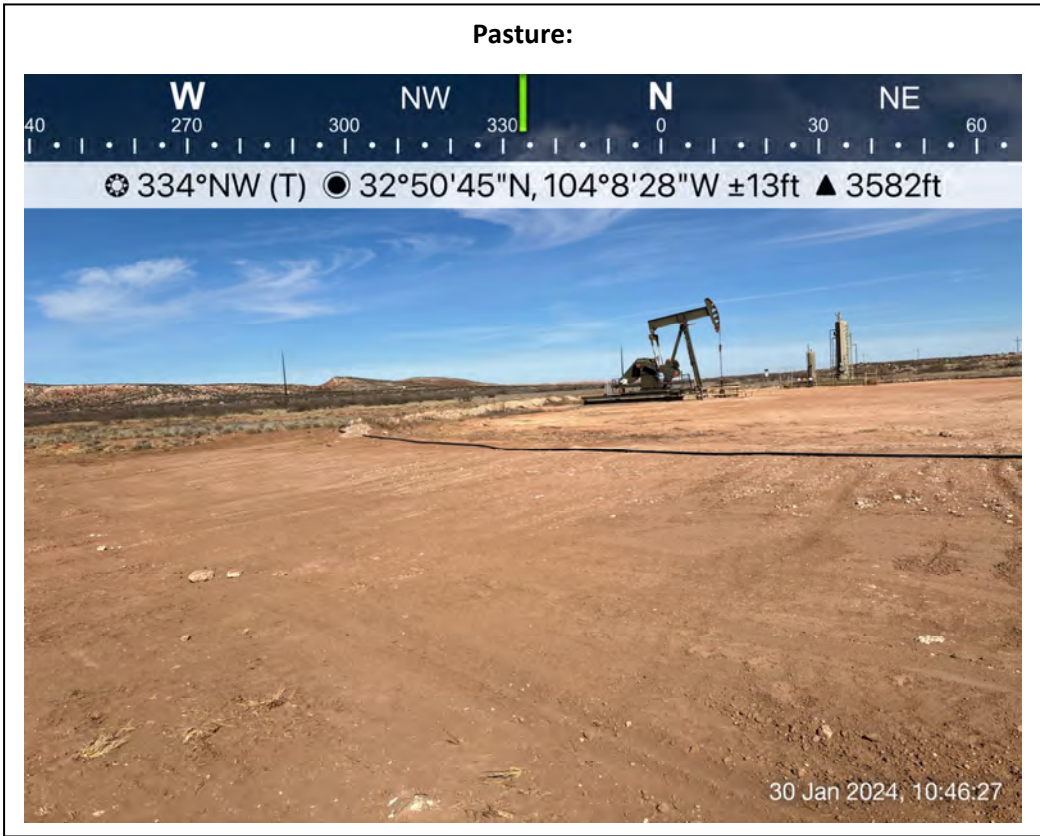 Pasture:
W NW N NE
40 270 300 330 0 30 60
334°NW (T) 32°50'45"N, 104°8'28"W ±13ft ▲ 3582ft
30 Jan 2024, 10:46:27